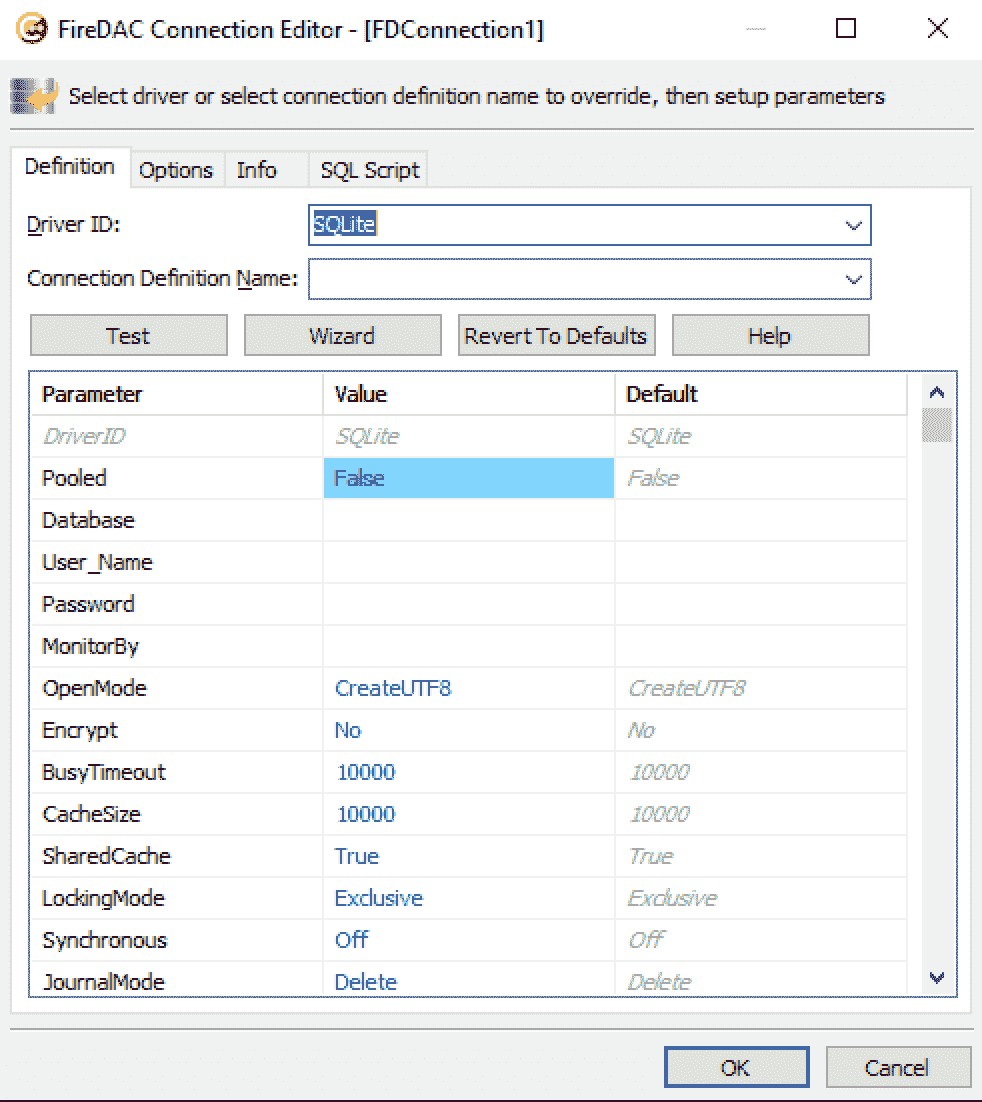 FireDAC Connection Editor - [FDConnection1]
Select driver or select connection definition name to override, then setup parameters
Definition Options Info SQL Script
Driver ID: SQLite
Connection Definition Name:
Test Wizard Revert To Defaults Help
Parameter Value Default
DriverID SQLite SQLite
Pooled False False
Database
User_Name
Password
MonitorBy
OpenMode CreateUTF8 CreateUTF8
Encrypt No No
BusyTimeout 10000 10000
CacheSize 10000 10000
SharedCache True True
LockingMode Exclusive Exclusive
Synchronous Off Off
JournalMode Delete Delete
OK Cancel